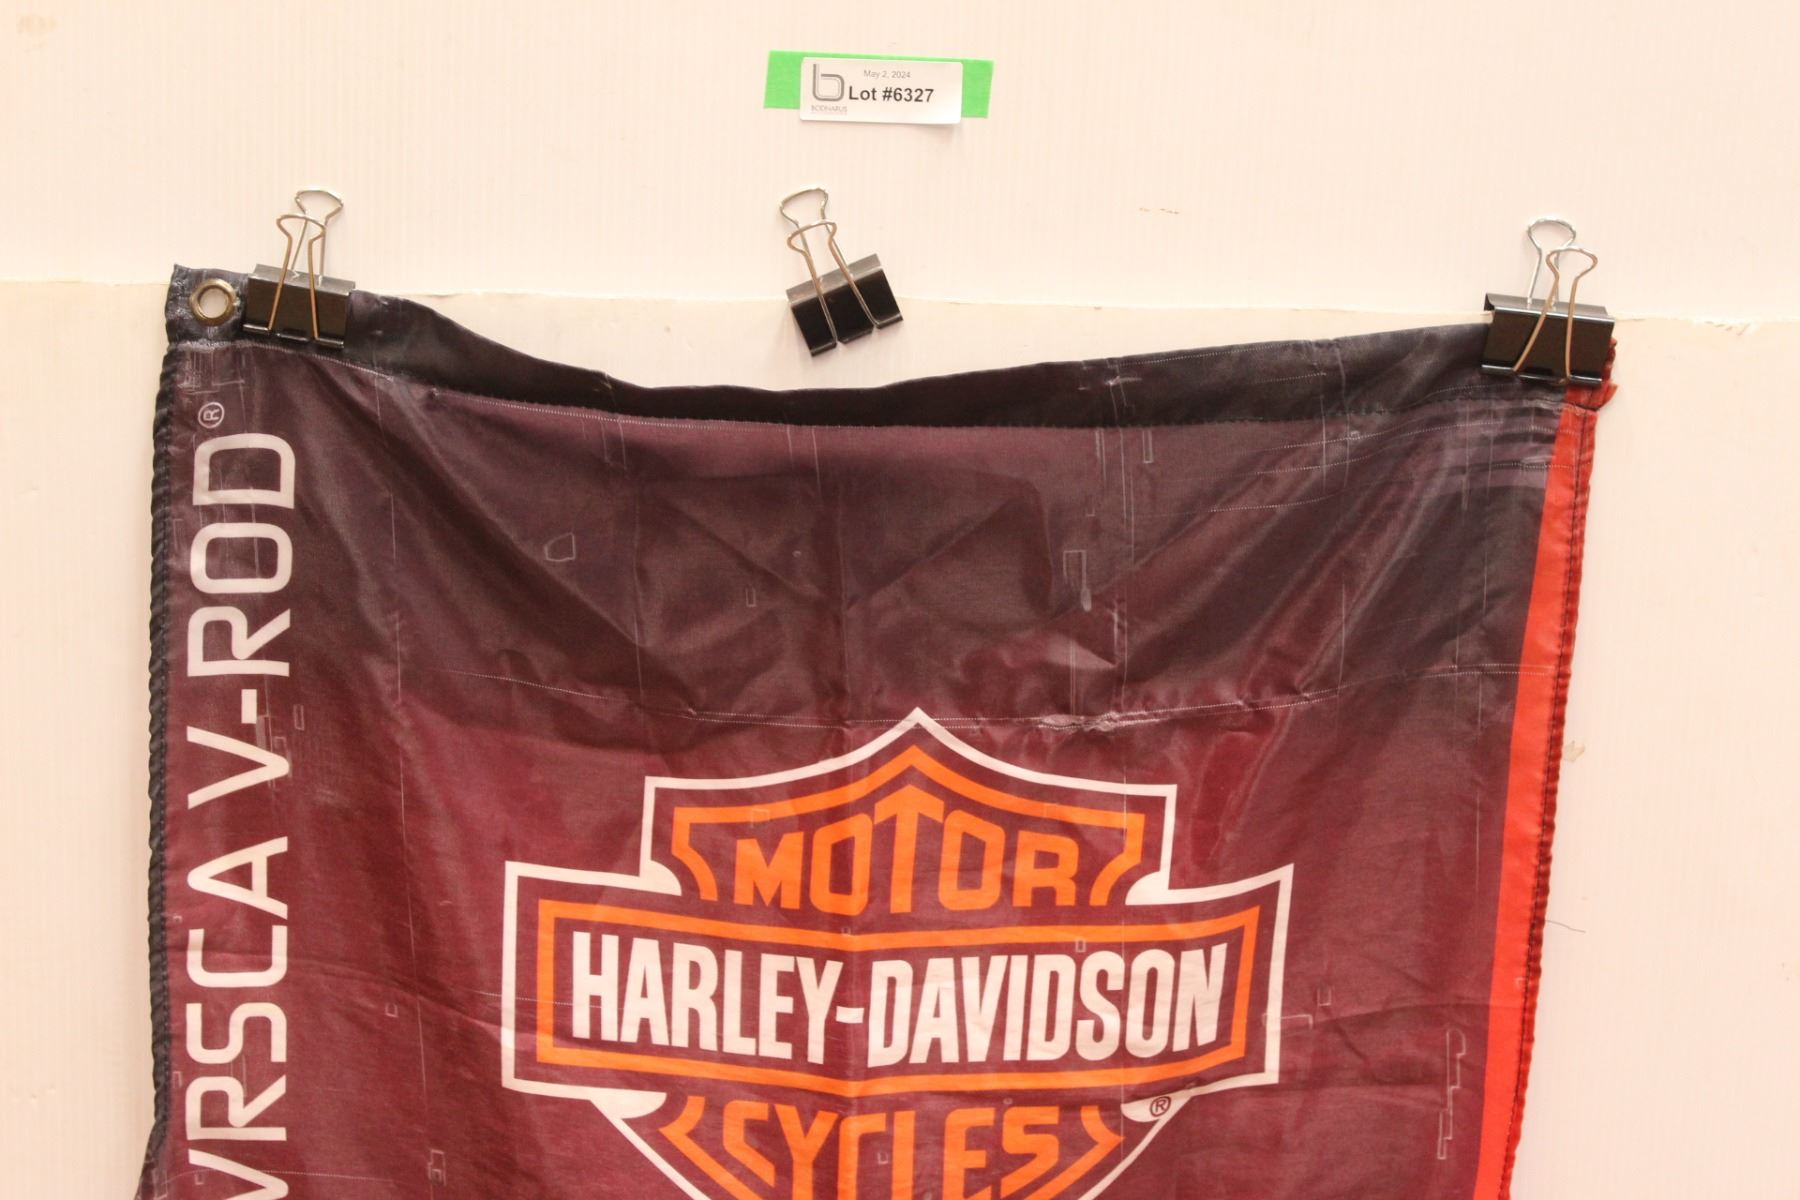 May 2, 2024
Lot #6327
BODNARUS
VRSCA V-ROD®
MOTOR
HARLEY-DAVIDSON
CYCLES
®